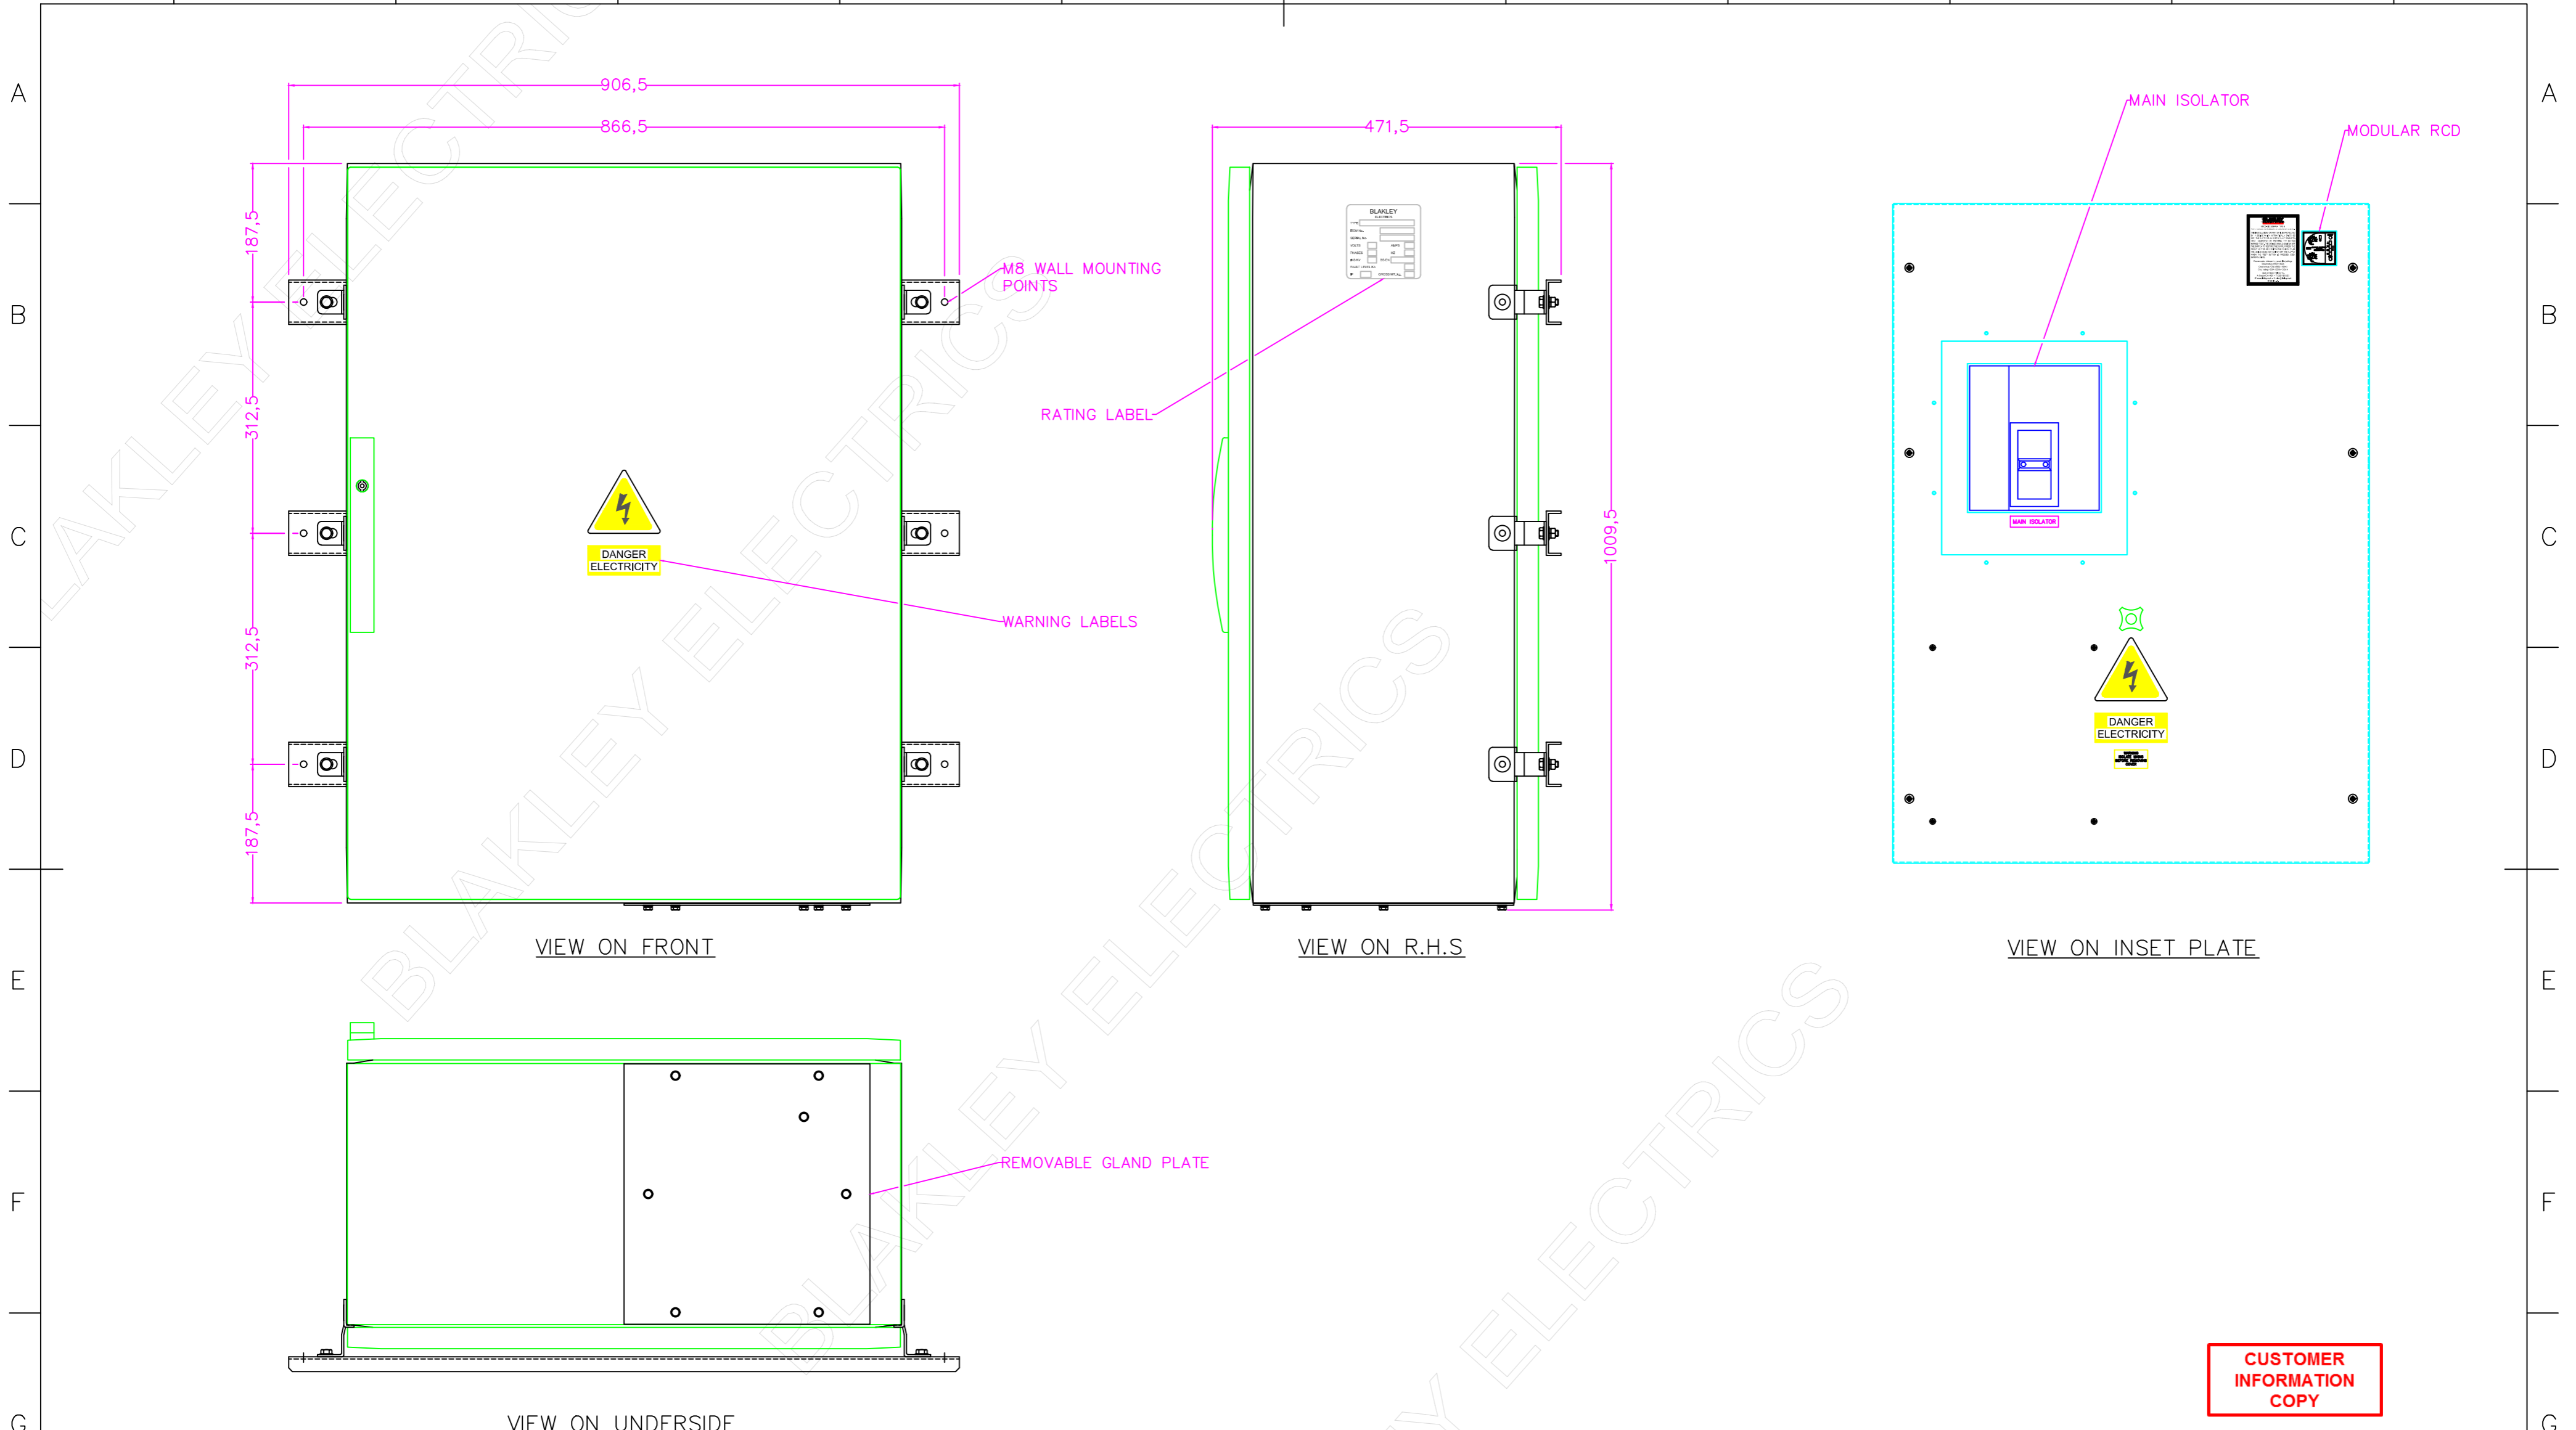 A
A
B
B
C
C
D
D
E
E
F
F
G
G
906,5
866,5
187,5
312,5
312,5
187,5
M8 WALL MOUNTING
POINTS
DANGER
ELECTRICITY
WARNING LABELS
VIEW ON FRONT
471,5
1009,5
BLAKLEY
RATING LABEL
VIEW ON R.H.S
MAIN ISOLATOR
MODULAR RCD
MAIN ISOLATOR
DANGER
ELECTRICITY
VIEW ON INSET PLATE
REMOVABLE GLAND PLATE
VIEW ON UNDERSIDE
CUSTOMER
INFORMATION
COPY
BLAKLEY ELECTRICS
BLAKLEY ELECTRICS
BLAKLEY ELECTRICS
ELECTRICS